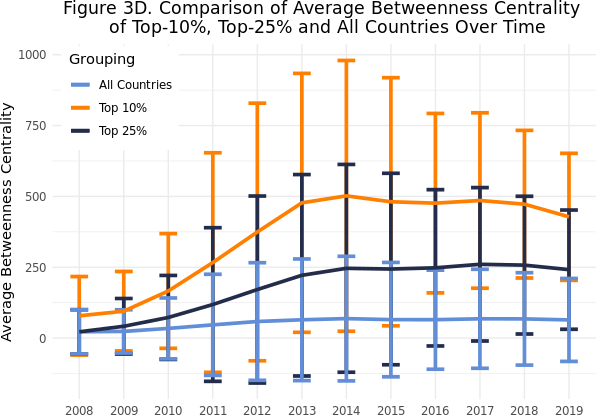 Figure 3D. Comparison of Average Betweenness Centrality
of Top-10%, Top-25% and All Countries Over Time
Grouping
All Countries
Top 10%
Top 25%
Average Betweenness Centrality
1000
750
500
250
0
2008 2009 2010 2011 2012 2013 2014 2015 2016 2017 2018 2019